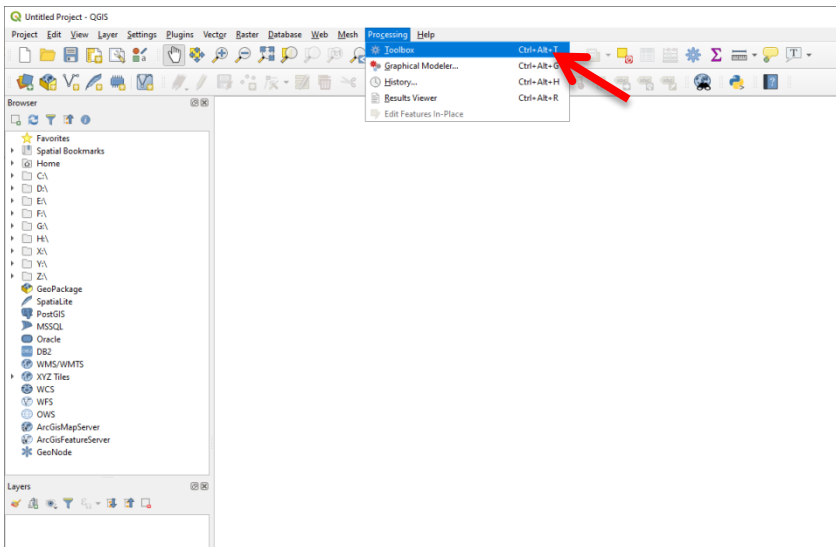 Untitled Project - QGIS
Project Edit View Layer Settings Plugins Vector Raster Database Web Mesh Processing Help
Toolbox Ctrl+Alt+T
Graphical Modeler... Ctrl+Alt+G
History... Ctrl+Alt+H
Results Viewer Ctrl+Alt+R
Edit Features In-Place
Browser
Favorites
Spatial Bookmarks
Home
C:\
D:\
E:\
F:\
G:\
H:\
X:\
Y:\
Z:\
GeoPackage
SpatiaLite
PostGIS
MSSQL
Oracle
DB2
WMS/WMTS
XYZ Tiles
WCS
WFS
OWS
ArcGisMapServer
ArcGisFeatureServer
GeoNode
Layers